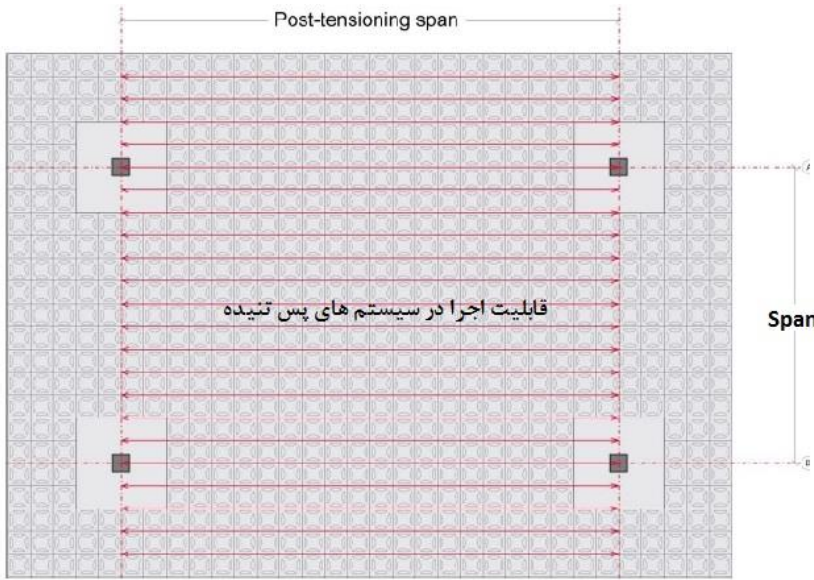 Post-tensioning span
A
قابلیت اجرا در سیستم های پس تنیده
Span
B